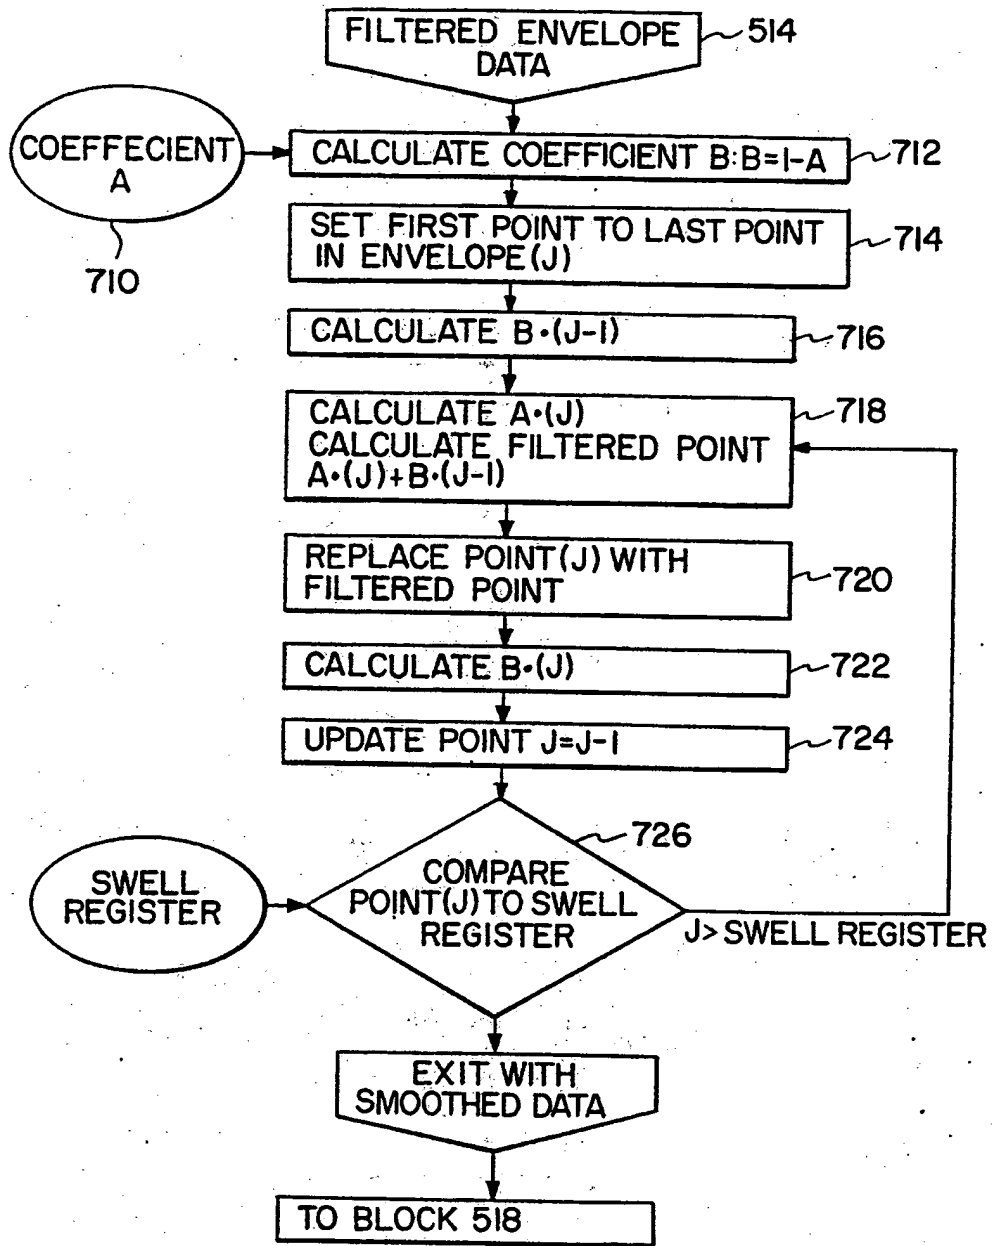 FILTERED ENVELOPE
DATA
514
COEFFECIENT
A
710
CALCULATE COEFFICIENT B:B=1-A
712
SET FIRST POINT TO LAST POINT
IN ENVELOPE(J)
714
CALCULATE B•(J-1)
716
CALCULATE A•(J)
CALCULATE FILTERED POINT
A•(J)+B•(J-1)
718
REPLACE POINT(J) WITH
FILTERED POINT
720
CALCULATE B•(J)
722
UPDATE POINT J=J-1
724
726
SWELL
REGISTER
COMPARE
POINT(J) TO SWELL
REGISTER
J> SWELL REGISTER
EXIT WITH
SMOOTHED DATA
TO BLOCK 518